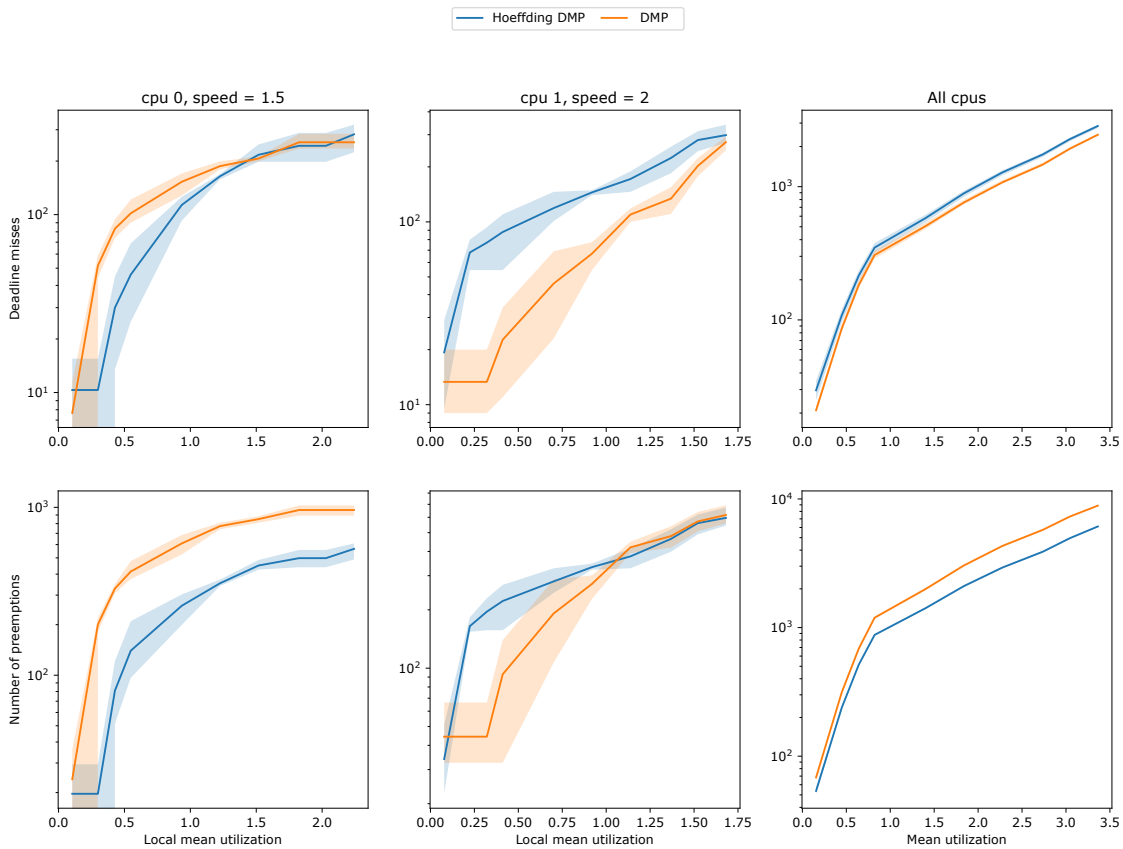 Hoeffding DMP DMP
cpu 0, speed = 1.5
cpu 1, speed = 2
All cpus
Deadline misses
10²
10¹
0.0 0.5 1.0 1.5 2.0
10²
10¹
0.00 0.25 0.50 0.75 1.00 1.25 1.50 1.75
10³
10²
0.0 0.5 1.0 1.5 2.0 2.5 3.0 3.5
Number of preemptions
10³
10²
0.0 0.5 1.0 1.5 2.0
Local mean utilization
10²
0.00 0.25 0.50 0.75 1.00 1.25 1.50 1.75
Local mean utilization
10⁴
10³
10²
0.0 0.5 1.0 1.5 2.0 2.5 3.0 3.5
Mean utilization